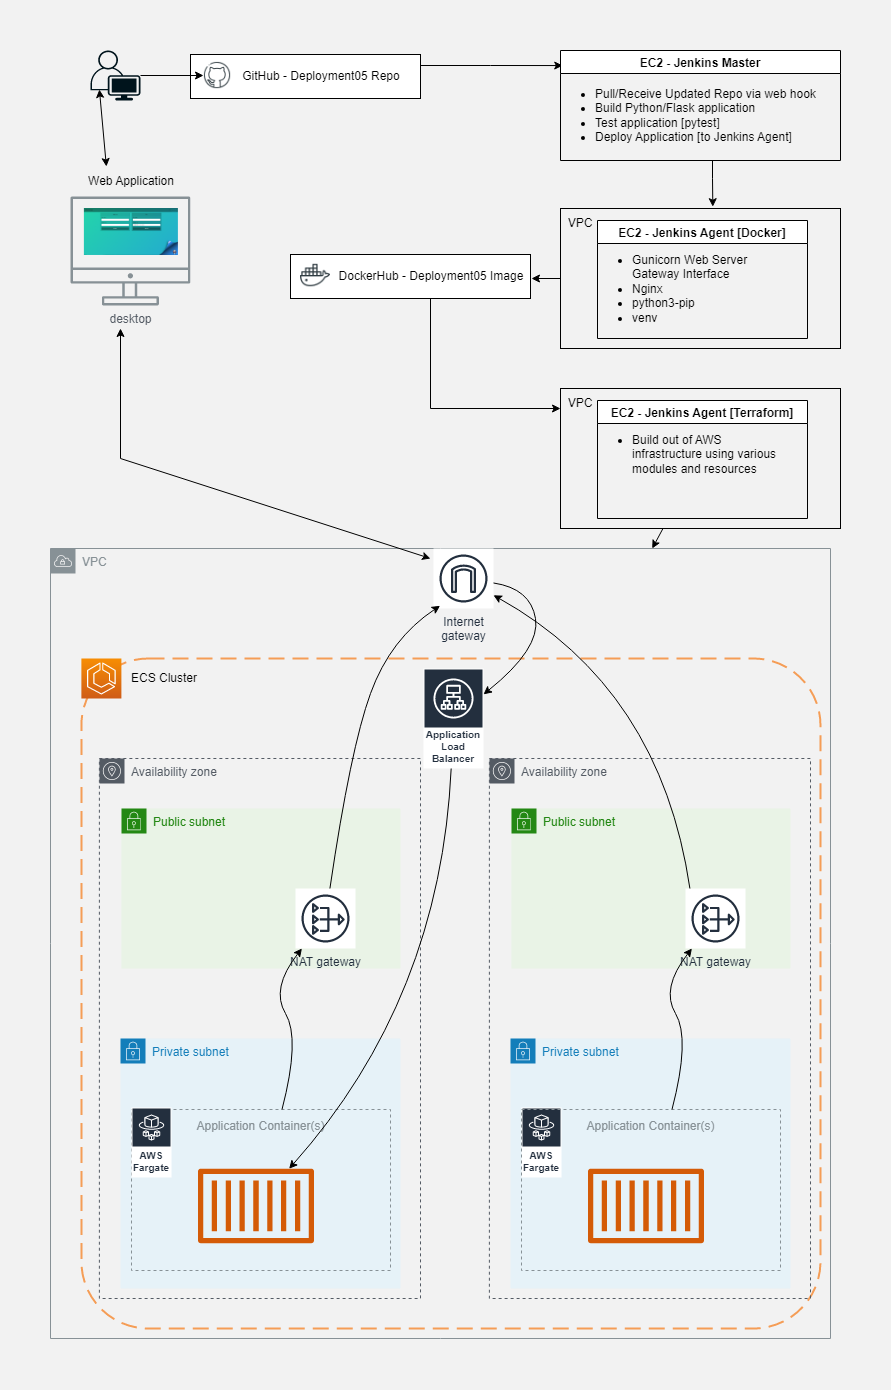 GitHub - Deployment05 Repo
EC2 - Jenkins Master
Pull/Receive Updated Repo via web hook
Build Python/Flask application
Test application [pytest]
Deploy Application [to Jenkins Agent]
Web Application
desktop
VPC
EC2 - Jenkins Agent [Docker]
Gunicorn Web Server
Gateway Interface
Nginx
python3-pip
venv
DockerHub - Deployment05 Image
VPC
EC2 - Jenkins Agent [Terraform]
Build out of AWS
infrastructure using various
modules and resources
VPC
Internet
gateway
ECS Cluster
Application
Load
Balancer
Availability zone
Public subnet
NAT gateway
Private subnet
AWS
Fargate
Application Container(s)
Availability zone
Public subnet
NAT gateway
Private subnet
AWS
Fargate
Application Container(s)